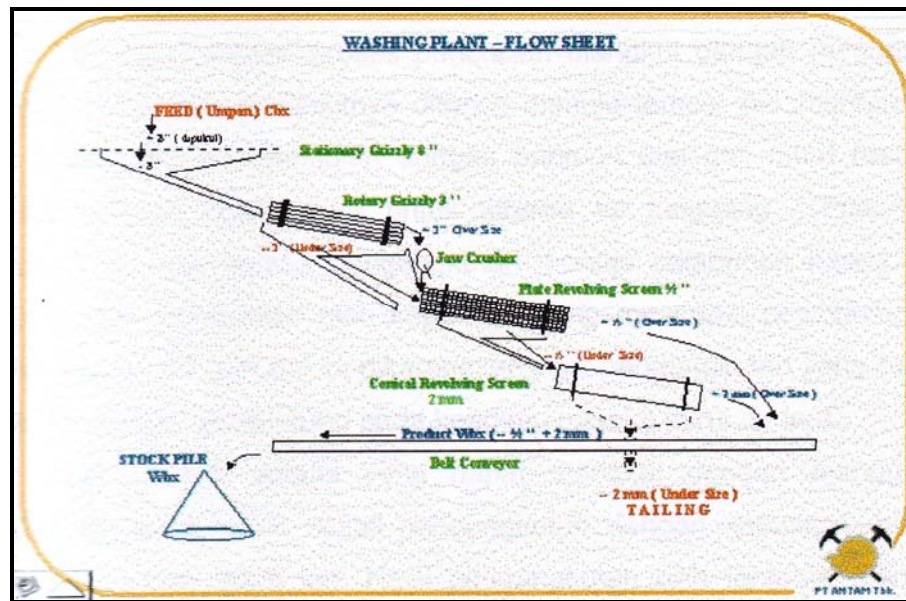 WASHING PLANT – FLOW SHEET
FEED ( Umpan ) Cbx
Stationary Grizzly 8 "
- 3"
Rotary Grizzly 3 "
~ 3" Over Size
-- 3" (Under Size)
Jaw Crusher
Plate Revolving Screen ½ "
~ ½ " ( Over Size )
-- ½ " (Under Size)
Conical Revolving Screen
2 mm
~ 2 mm ( Over Size )
Product Wbx ( -- ½ " + 2 mm )
STOCK PILE
Wbx
Belt Conveyor
-- 2 mm ( Under Size )
TAILING
PT ANTAM Tbk.